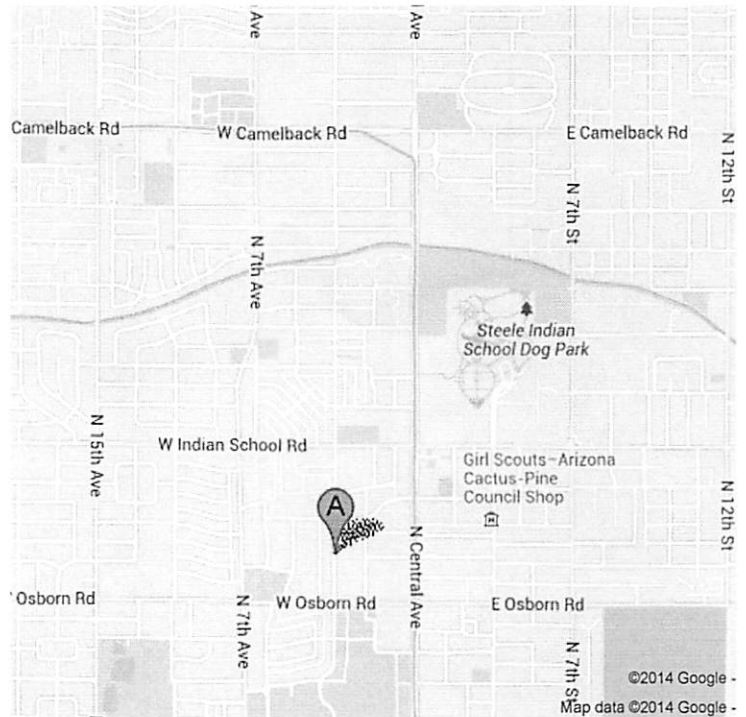 Ave
Ave
Camelback Rd
W Camelback Rd
E Camelback Rd
N 12th St
N 7th St
N 7th Ave
Steele Indian
School Dog Park
N 15th Ave
W Indian School Rd
Girl Scouts-Arizona
Cactus-Pine
Council Shop
N 12th St
A
N Central Ave
Osborn Rd
W Osborn Rd
E Osborn Rd
N 7th Ave
N 7th St
©2014 Google -
Map data ©2014 Google -